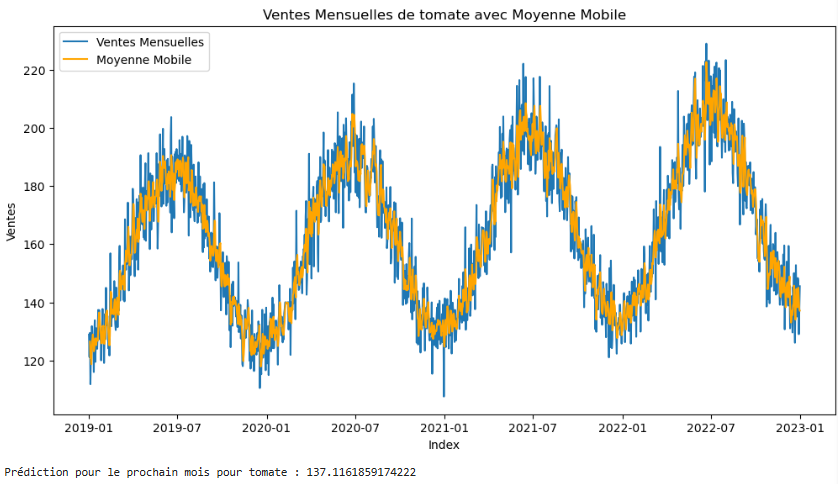 Ventes Mensuelles de tomate avec Moyenne Mobile
Ventes Mensuelles
Moyenne Mobile
220
200
180
160
140
120
Ventes
2019-01 2019-07 2020-01 2020-07 2021-01 2021-07 2022-01 2022-07 2023-01
Index
Prédiction pour le prochain mois pour tomate : 137.1161859174222